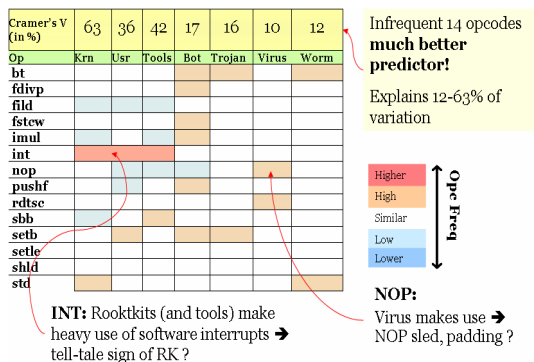 Cramer's V
(in %)
63 36 42 17 16 10 12
Op Krn Usr Tools Bot Trojan Virus Worm
bt
fdivp
fild
fstcw
imul
int
nop
pushf
rdtsc
sbb
setb
setle
shld
std
Infrequent 14 opcodes
much better
predictor!
Explains 12-63% of
variation
Higher
High
Similar
Low
Lower
Opc Freq
INT: Rooktkits (and tools) make
heavy use of software interrupts ➔
tell-tale sign of RK ?
NOP:
Virus makes use ➔
NOP sled, padding ?